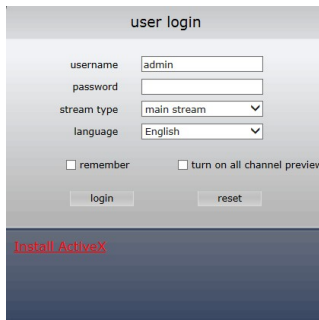 user login
username admin
password
stream type main stream
language English
remember turn on all channel preview
login reset
Install ActiveX